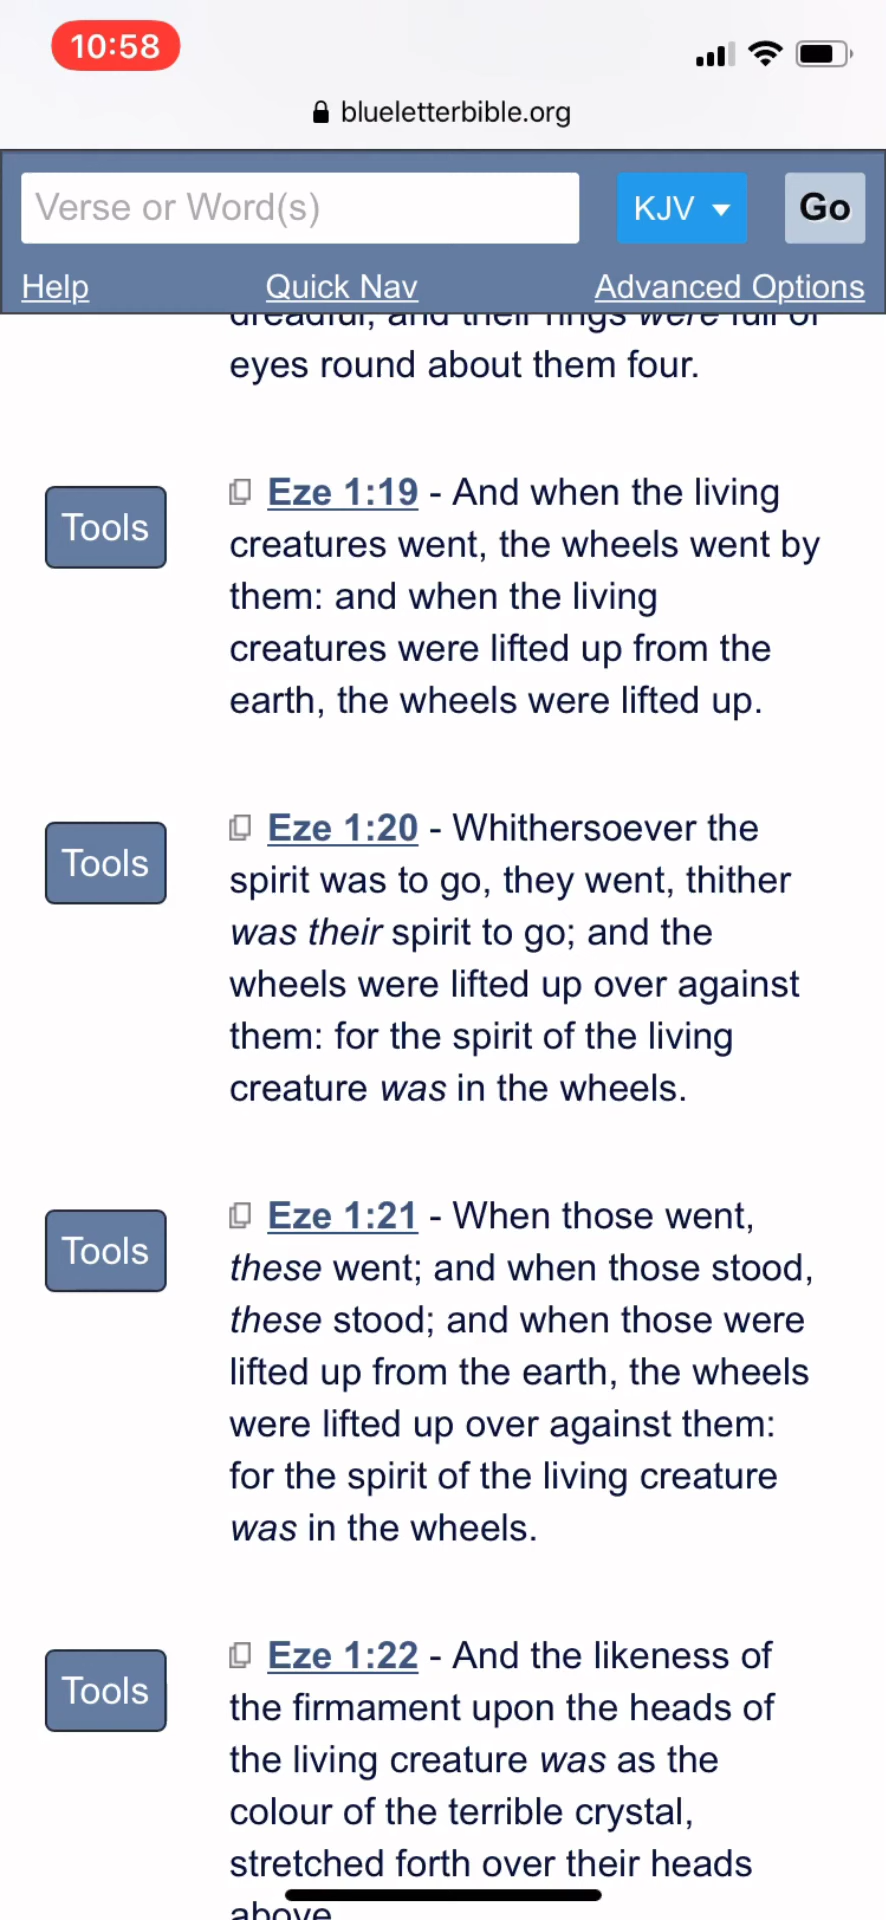 10:58
blueletterbible.org
Verse or Word(s)
KJV
Go
Help
Quick Nav
Advanced Options
dreadful; and their rings were full of
eyes round about them four.
Tools
Eze 1:19 - And when the living
creatures went, the wheels went by
them: and when the living
creatures were lifted up from the
earth, the wheels were lifted up.
Tools
Eze 1:20 - Whithersoever the
spirit was to go, they went, thither
was their spirit to go; and the
wheels were lifted up over against
them: for the spirit of the living
creature was in the wheels.
Tools
Eze 1:21 - When those went,
these went; and when those stood,
these stood; and when those were
lifted up from the earth, the wheels
were lifted up over against them:
for the spirit of the living creature
was in the wheels.
Tools
Eze 1:22 - And the likeness of
the firmament upon the heads of
the living creature was as the
colour of the terrible crystal,
stretched forth over their heads
above